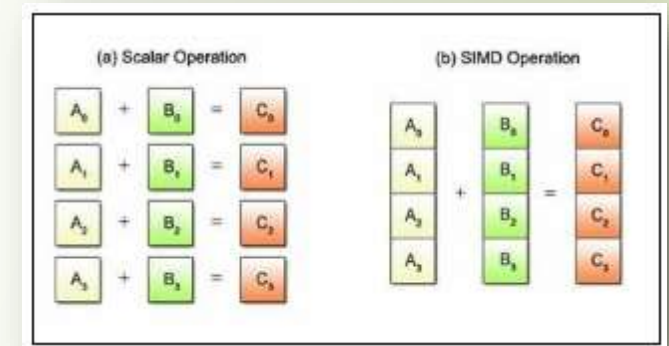 (a) Scalar Operation
A₀ + B₀ = C₀
A₁ + B₁ = C₁
A₂ + B₂ = C₂
A₃ + B₃ = C₃
(b) SIMD Operation
A₀ B₀ C₀
A₁ B₁ C₁
+ =
A₂ B₂ C₂
A₃ B₃ C₃